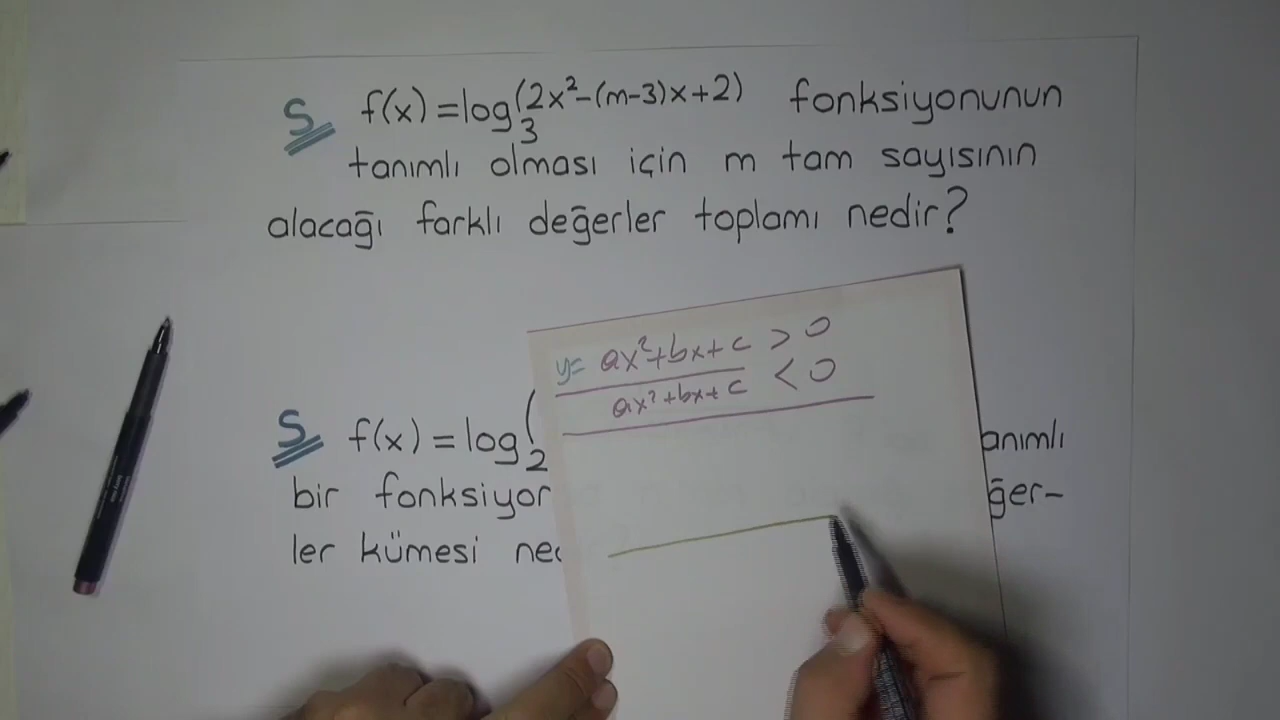 S f(x)=log₃(2x²-(m-3)x+2) fonksiyonunun
tanımlı olması için m tam sayısının
alacağı farklı değerler toplamı nedir?
y= ax²+bx+c > 0
ax²+bx+c < 0
S f(x)=log₂( anımlı
bir fonksiyor ğer-
ler kümesi ned